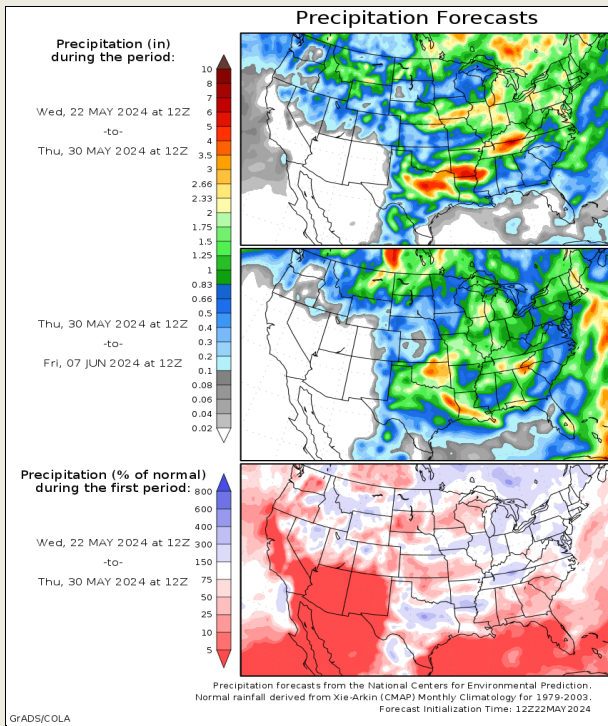 Precipitation Forecasts
Precipitation (in)
during the period:
Wed, 22 MAY 2024 at 12Z
-to-
Thu, 30 MAY 2024 at 12Z
10
8
7
6
5
4
3.5
3
2.66
2.33
2
1.75
1.5
1.25
1
0.83
0.66
0.5
0.4
0.3
0.2
0.1
0.08
0.06
0.04
0.02
Thu, 30 MAY 2024 at 12Z
-to-
Fri, 07 JUN 2024 at 12Z
Precipitation (% of normal)
during the first period:
Wed, 22 MAY 2024 at 12Z
-to-
Thu, 30 MAY 2024 at 12Z
800
600
400
300
150
75
50
25
10
5
Precipitation forecasts from the National Centers for Environmental Prediction.
Normal rainfall derived from Xie-Arkin (CMAP) Monthly Climatology for 1979-2003.
Forecast Initialization Time: 12Z22MAY2024
GrADS/COLA